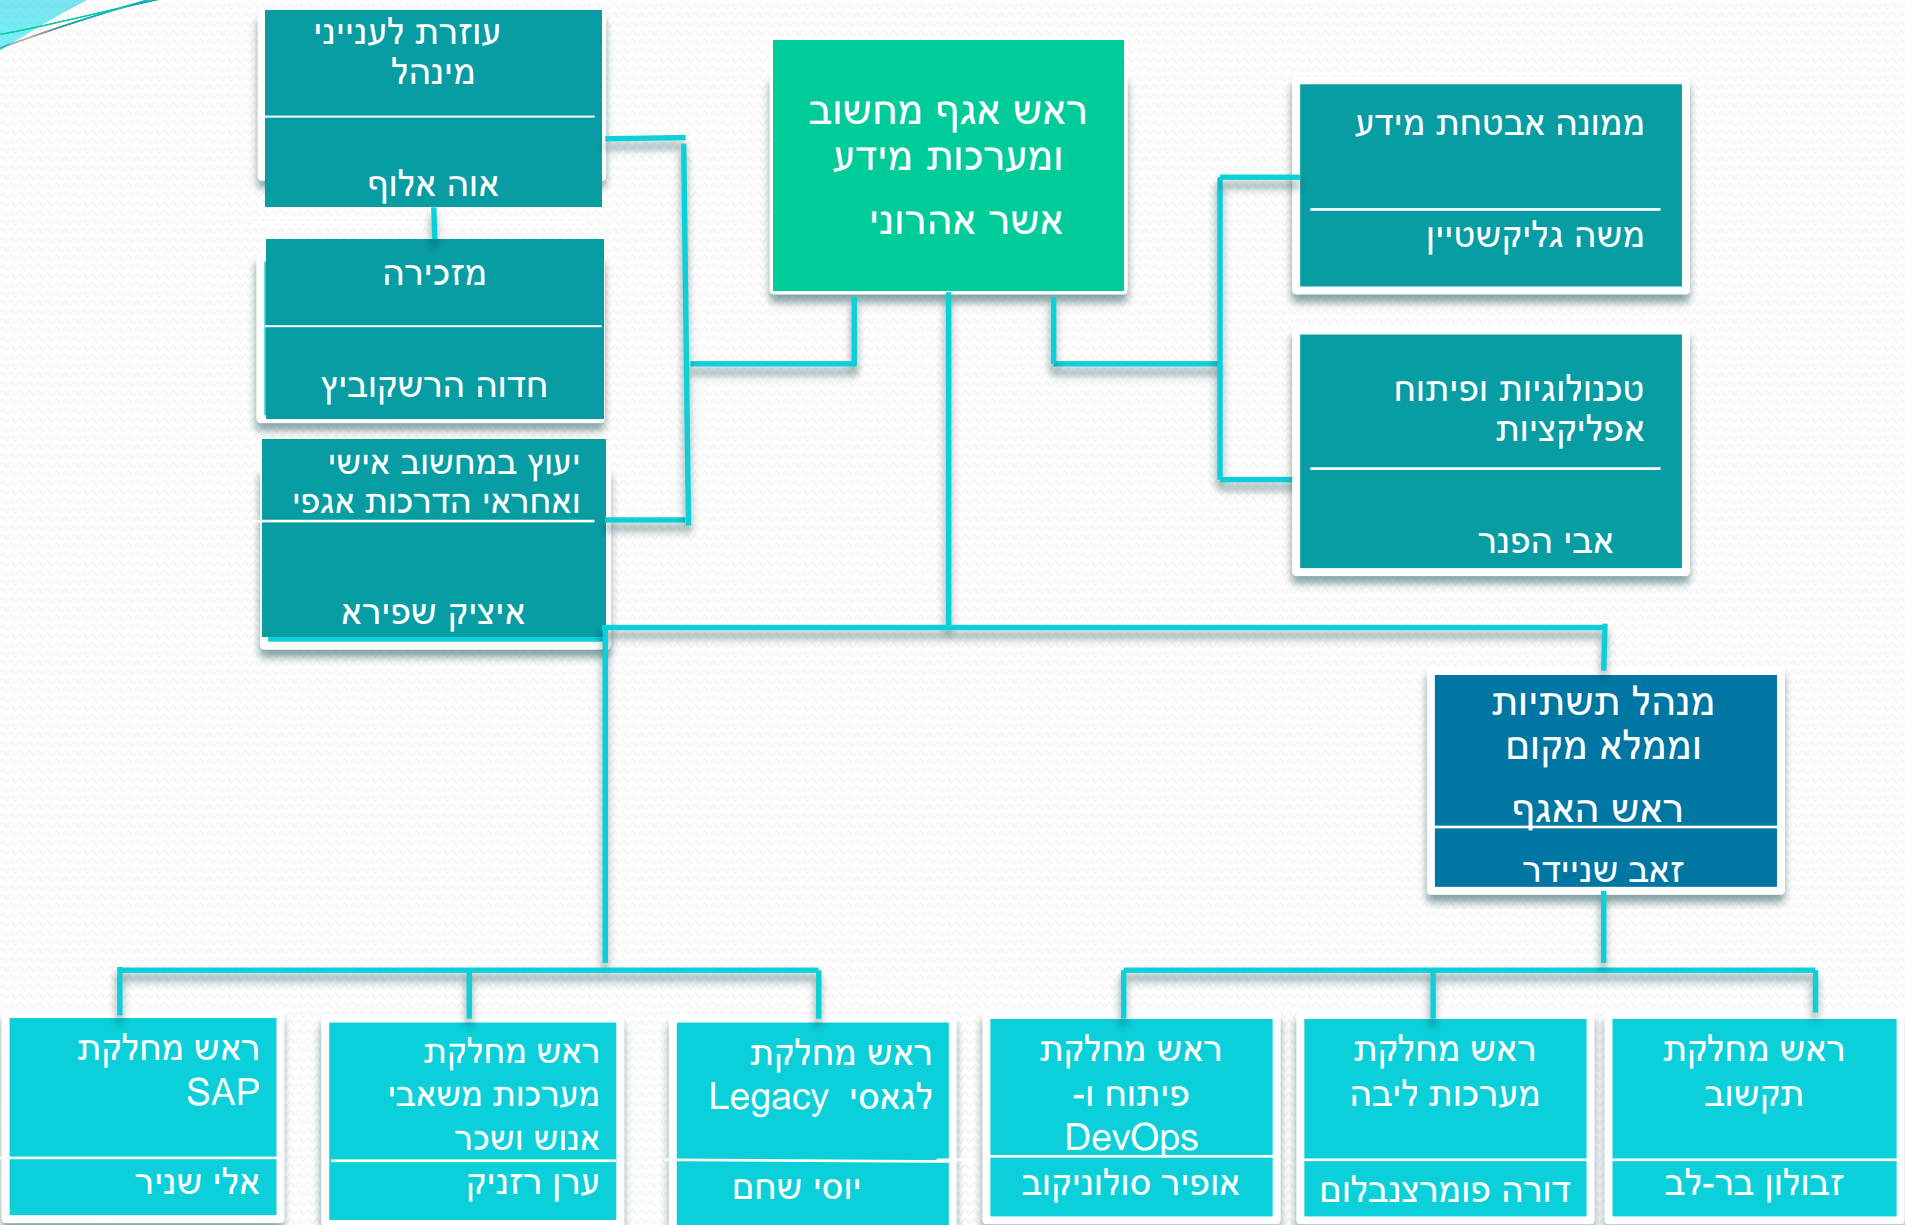 עוזרת לענייני
מינהל
אוה אלוף
ראש אגף מחשוב
ומערכות מידע
אשר אהרוני
ממונה אבטחת מידע
משה גליקשטיין
מזכירה
חדוה הרשקוביץ
טכנולוגיות ופיתוח
אפליקציות
אבי הפנר
יעוץ במחשוב אישי
ואחראי הדרכות אגפי
איציק שפירא
מנהל תשתיות
וממלא מקום
ראש האגף
זאב שניידר
ראש מחלקת
תקשוב
זבולון בר-לב
ראש מחלקת
מערכות ליבה
דורה פומרצנבלום
ראש מחלקת
פיתוח ו-
DevOps
אופיר סולוניקוב
ראש מחלקת
לגאסי Legacy
יוסי שחם
ראש מחלקת
מערכות משאבי
אנוש ושכר
ערן רזניק
ראש מחלקת
SAP
אלי שניר